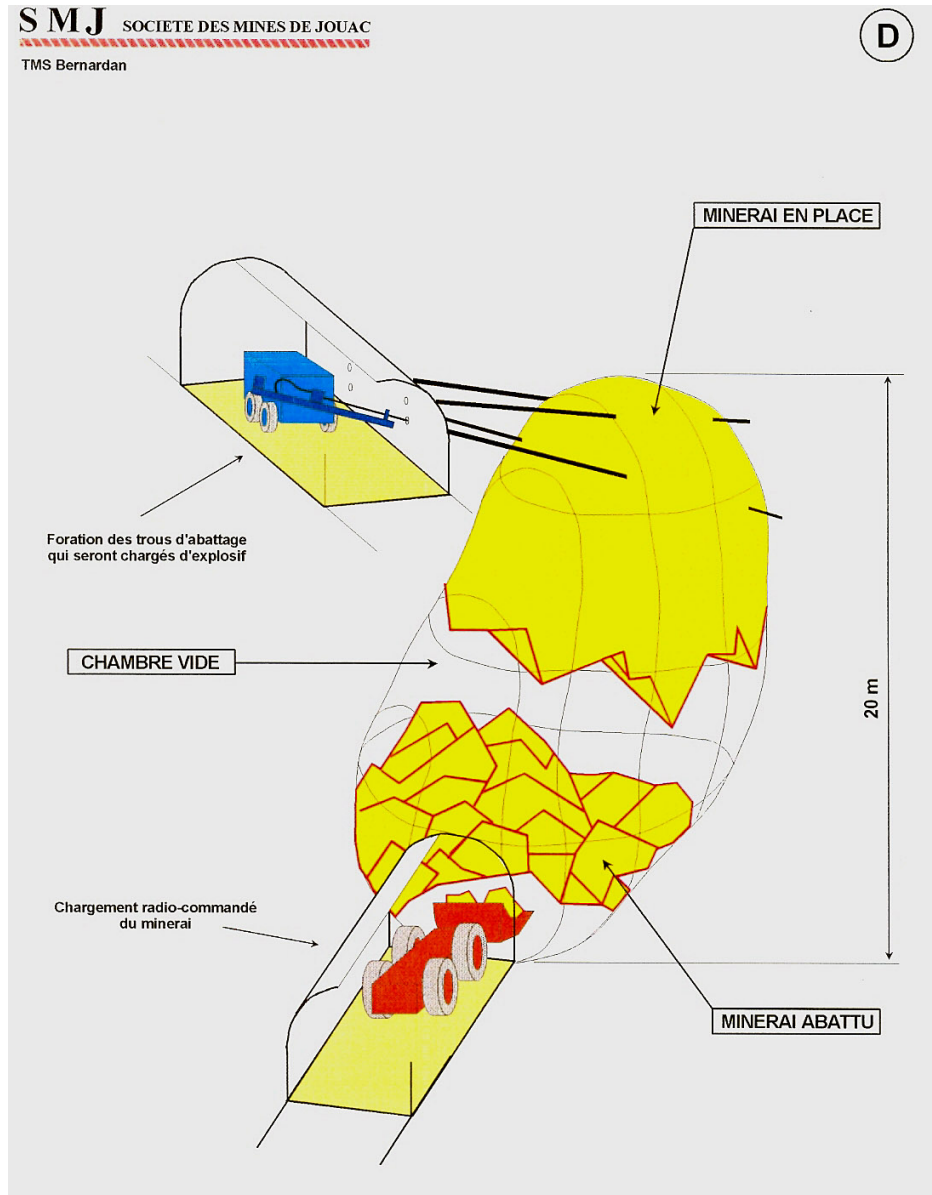 SMJ SOCIETE DES MINES DE JOUAC
TMS Bernardan
D
MINERAI EN PLACE
Foration des trous d'abattage
qui seront chargés d'explosif
CHAMBRE VIDE
20 m
Chargement radio-commandé
du minerai
MINERAI ABATTU